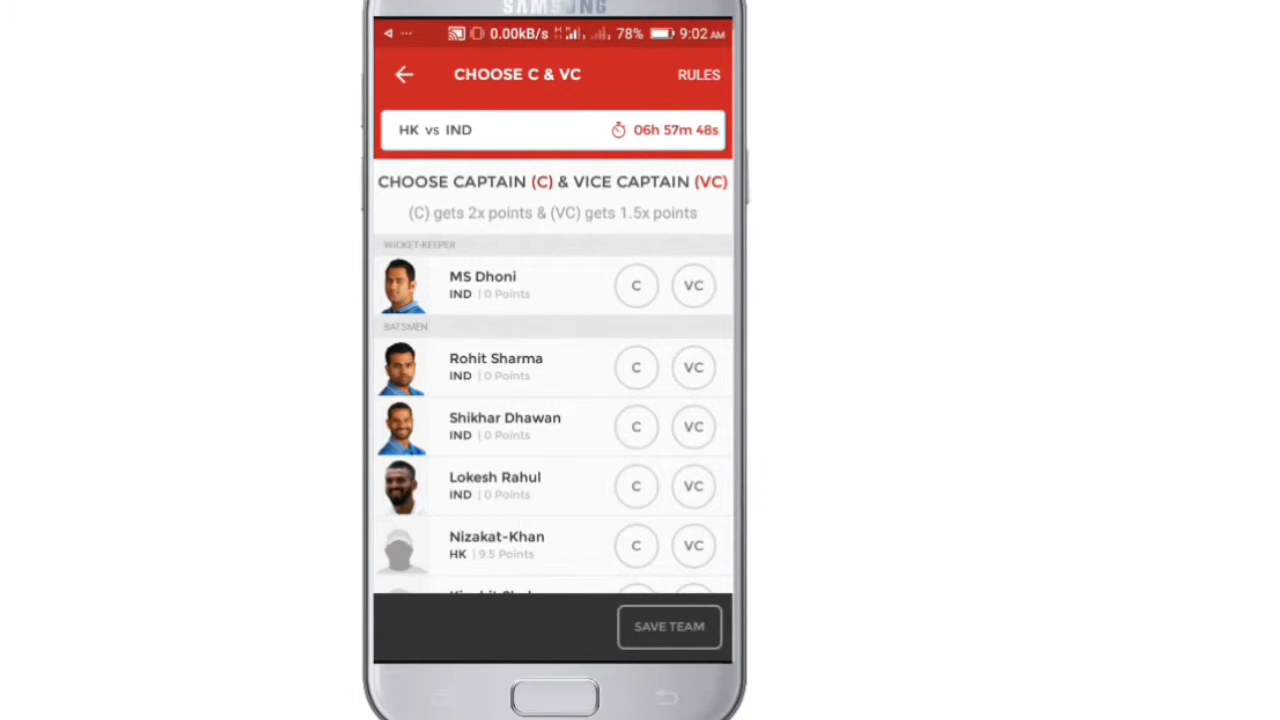 SAMSUNG
0.00kB/s 78% 9:02 AM
CHOOSE C & VC RULES
HK vs IND 06h 57m 48s
CHOOSE CAPTAIN (C) & VICE CAPTAIN (VC)
(C) gets 2x points & (VC) gets 1.5x points
WICKET-KEEPER
MS Dhoni
IND | 0 Points
C VC
BATSMEN
Rohit Sharma
IND | 0 Points
C VC
Shikhar Dhawan
IND | 0 Points
C VC
Lokesh Rahul
IND | 0 Points
C VC
Nizakat-Khan
HK | 9.5 Points
C VC
SAVE TEAM